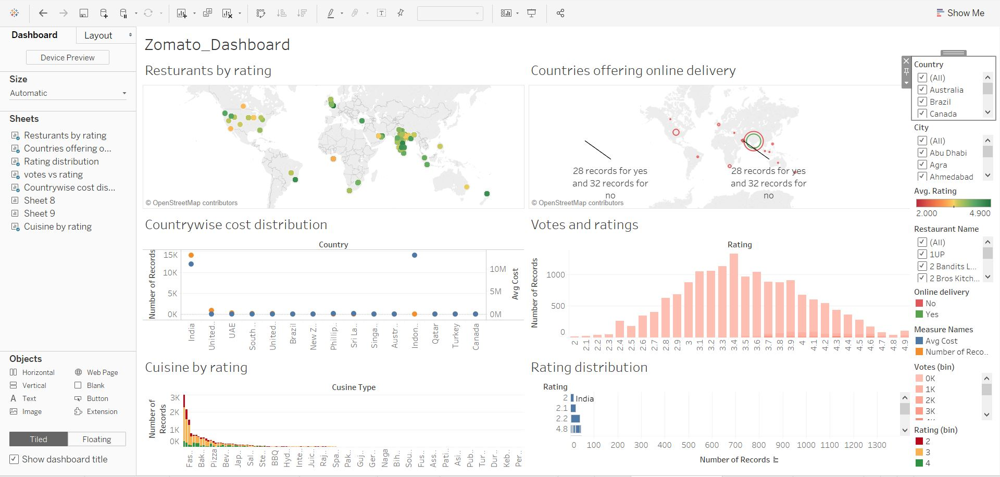 Show Me
Dashboard
Layout
Device Preview
Size
Automatic
Sheets
Resturants by rating
Countries offering o...
Rating distribution
votes vs rating
Countrywise cost dis...
Sheet 8
Sheet 9
Cuisine by rating
Objects
Horizontal
Web Page
Vertical
Blank
A Text
Button
Image
Extension
Tiled
Floating
Show dashboard title
Zomato_Dashboard
Resturants by rating
© OpenStreetMap contributors
Countries offering online delivery
28 records for yes
and 32 records for
no
28 records for yes
and 32 records for
no
© OpenStreetMap contributors
Countrywise cost distribution
Country
Number of Records
15K
10K
5K
0K
10M
5M
0M
Avg Cost
India
United..
UAE
South..
United..
Brazil
New Z..
Phillip..
Sri La..
Singa..
Austr..
Indon..
Qatar
Turkey
Canada
Votes and ratings
Rating
Number of Records
1000
500
0
2
2.1
2.2
2.3
2.4
2.5
2.6
2.7
2.8
2.9
3
3.1
3.2
3.3
3.4
3.5
3.6
3.7
3.8
3.9
4
4.1
4.2
4.3
4.4
4.5
4.6
4.7
4.8
4.9
Cuisine by rating
Cusine Type
Number of
Records
3K
2K
1K
0K
Fas..
Bak..
Pizza
Bev..
Jap..
Sal..
Ste..
BBQ
Hyd..
Inte..
Juic..
Raj..
Spa..
Pak..
Guj..
Ger..
Naga
Bih..
Sou..
Fus..
Ass..
Pati..
Asi..
Pub..
Tur..
Dur..
Keb..
Per..
Rating distribution
Rating
2
India
2.1
2.2
4.8
0
100
200
300
400
500
600
700
800
900
1000
1100
1200
1300
Number of Records
Country
(All)
Australia
Brazil
Canada
City
(All)
Abu Dhabi
Agra
Ahmedabad
Avg. Rating
2.000
4.900
Restaurant Name
(All)
1UP
2 Bandits L...
2 Bros Kitch...
Online delivery
No
Yes
Measure Names
Avg Cost
Number of Reco..
Votes (bin)
0K
1K
2K
3K
Rating (bin)
2
3
4